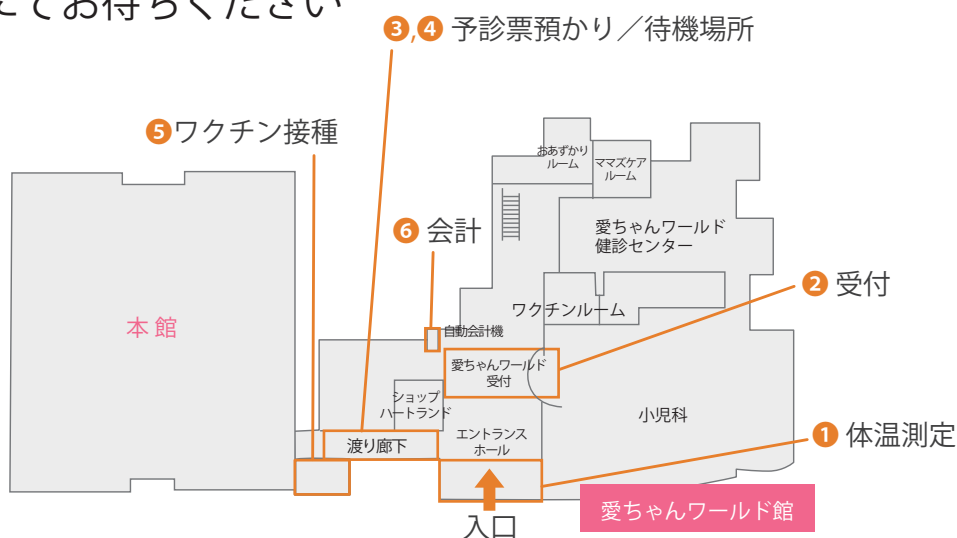 にてお待ちください
❸,❹ 予診票預かり／待機場所
❺ワクチン接種
おあずかり
ルーム
ママズケア
ルーム
❻ 会計
愛ちゃんワールド
健診センター
❷ 受付
ワクチンルーム
本館
自動会計機
愛ちゃんワールド
受付
ショップ
ハートランド
小児科
エントランス
ホール
渡り廊下
❶ 体温測定
愛ちゃんワールド館
入口